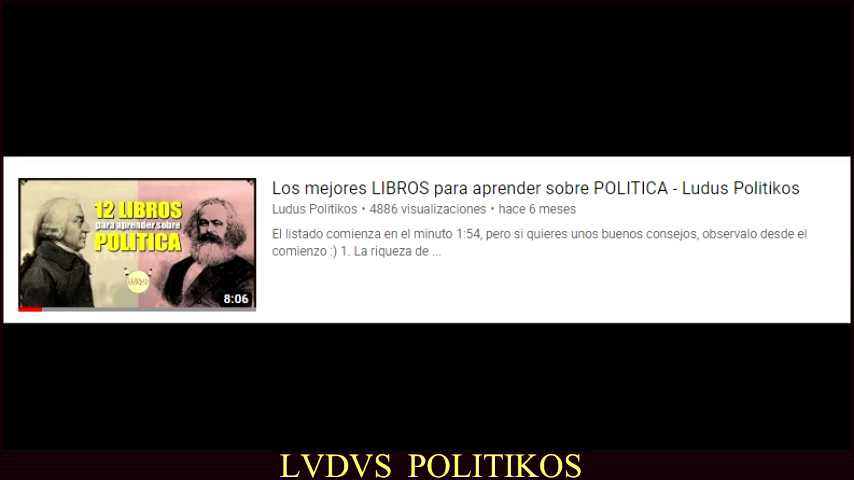 12 LIBROS
para aprender sobre
POLITICA
8:06
Los mejores LIBROS para aprender sobre POLITICA - Ludus Politikos
Ludus Politikos • 4886 visualizaciones • hace 6 meses
El listado comienza en el minuto 1:54, pero si quieres unos buenos consejos, observalo desde el
comienzo :) 1. La riqueza de ...
LVDVS POLITIKOS